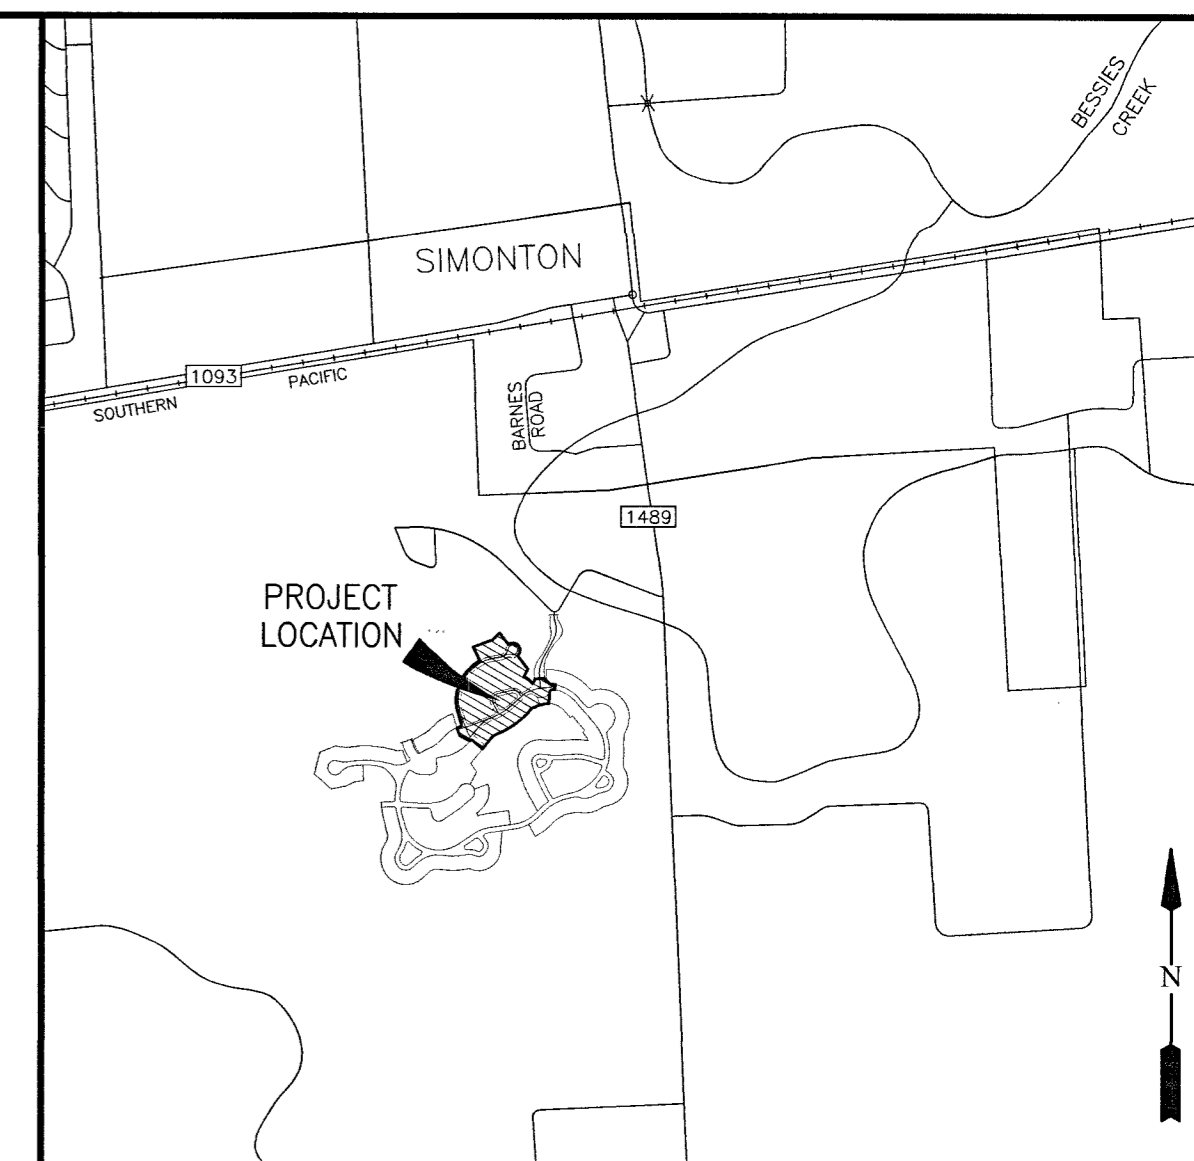 BESSIES
CREEK
SIMONTON
1093
SOUTHERN
PACIFIC
BARNES
ROAD
1489
PROJECT
LOCATION
N